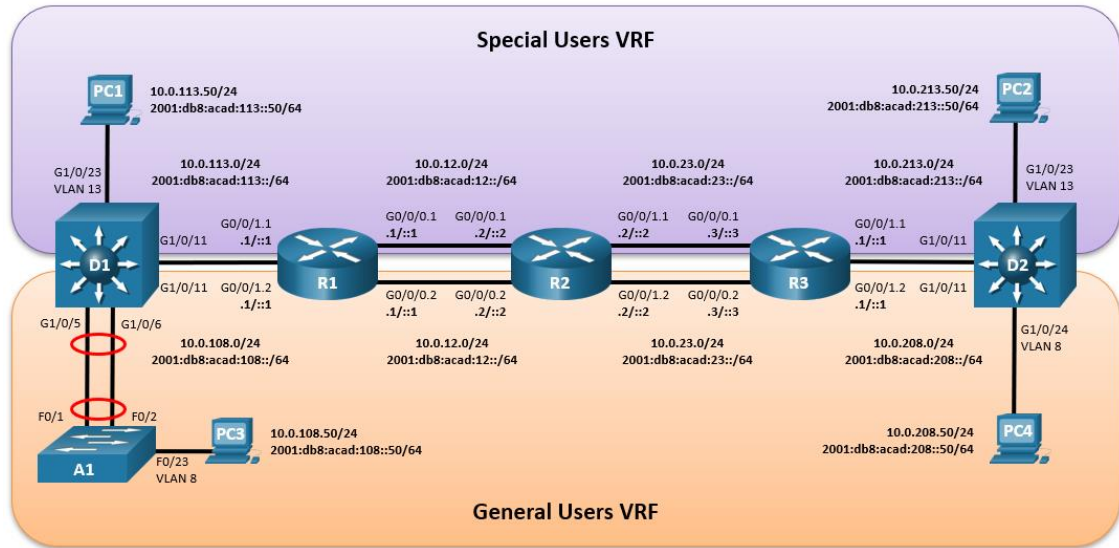 Special Users VRF
PC1
10.0.113.50/24
2001:db8:acad:113::50/64
10.0.213.50/24
2001:db8:acad:213::50/64
PC2
G1/0/23
VLAN 13
10.0.113.0/24
2001:db8:acad:113::/64
10.0.12.0/24
2001:db8:acad:12::/64
10.0.23.0/24
2001:db8:acad:23::/64
10.0.213.0/24
2001:db8:acad:213::/64
G1/0/23
VLAN 13
D1
G1/0/11
G0/0/1.1
.1/::1
R1
G0/0/0.1
.1/::1
G0/0/0.1
.2/::2
R2
G0/0/1.1
.2/::2
G0/0/0.1
.3/::3
R3
G0/0/1.1
.1/::1
G1/0/11
D2
G1/0/11
G0/0/1.2
.1/::1
G0/0/0.2
.1/::1
G0/0/0.2
.2/::2
G0/0/1.2
.2/::2
G0/0/0.2
.3/::3
G0/0/1.2
.1/::1
G1/0/11
G1/0/5
G1/0/6
10.0.108.0/24
2001:db8:acad:108::/64
10.0.12.0/24
2001:db8:acad:12::/64
10.0.23.0/24
2001:db8:acad:23::/64
10.0.208.0/24
2001:db8:acad:208::/64
G1/0/24
VLAN 8
F0/1
F0/2
A1
F0/23
VLAN 8
PC3
10.0.108.50/24
2001:db8:acad:108::50/64
10.0.208.50/24
2001:db8:acad:208::50/64
PC4
General Users VRF